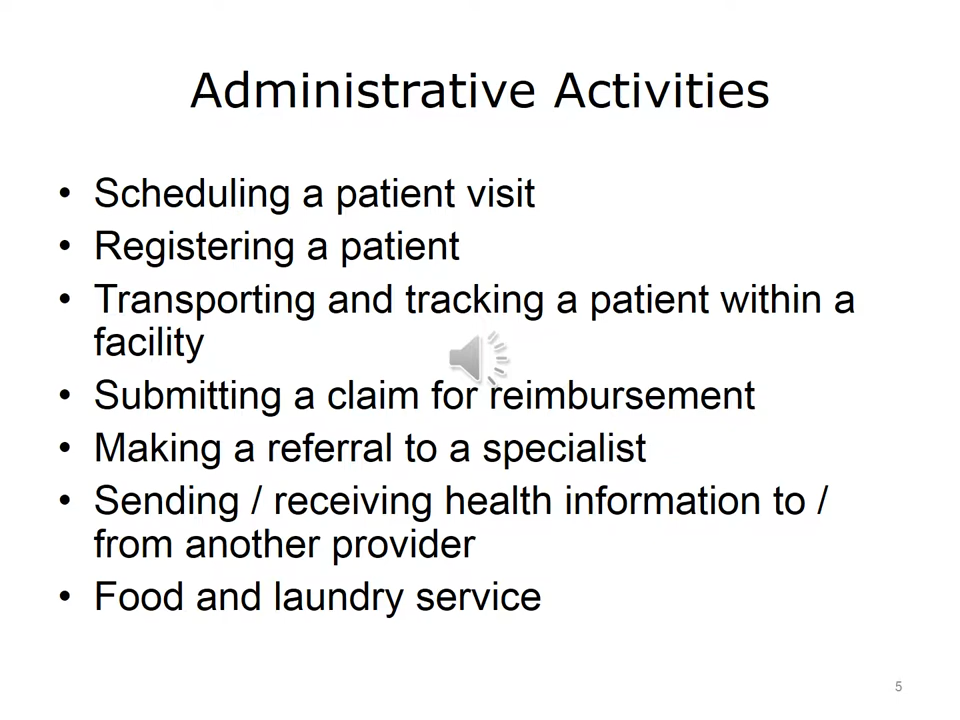 Administrative Activities
• Scheduling a patient visit
• Registering a patient
• Transporting and tracking a patient within a
facility
• Submitting a claim for reimbursement
• Making a referral to a specialist
• Sending / receiving health information to /
from another provider
• Food and laundry service
5